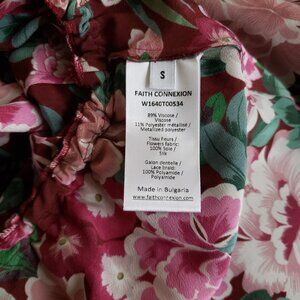 S
FAITH CONNEXION
W1640T00534
89% Viscose /
Viscose
11% Polyester métallisé /
Metallized polyester
Tissu fleurs /
Flowers fabric:
100% Soie /
Silk
Galon dentelle /
Lace braid:
100% Polyamide /
Polyamide
Made in Bulgaria
www.faithconnexion.com